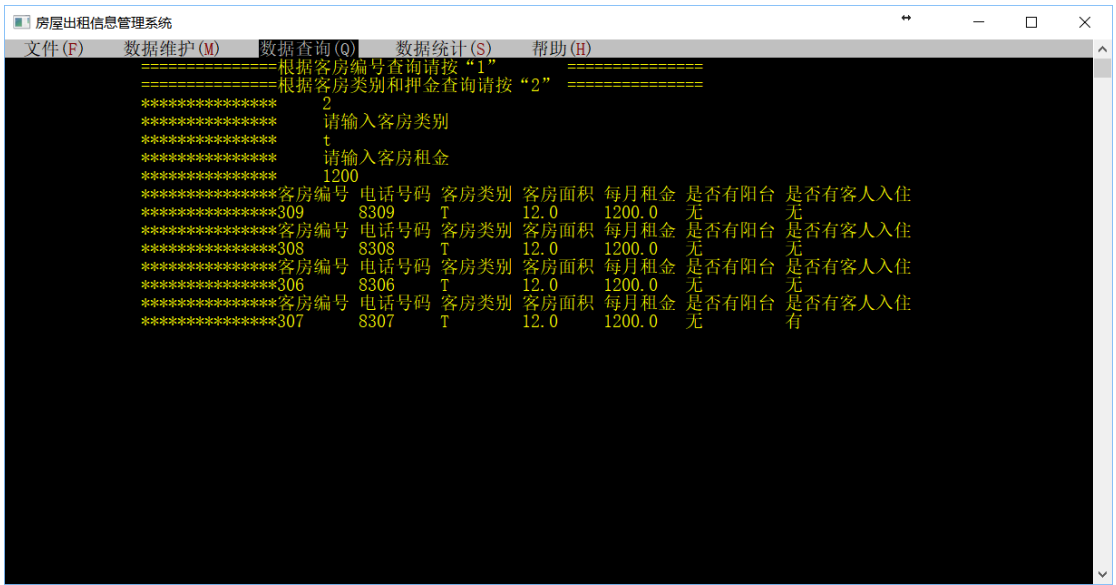 房屋出租信息管理系统
文件(F) 数据维护(M) 数据查询(Q) 数据统计(S) 帮助(H)
===============根据客房编号查询请按“1” ===============
===============根据客房类别和押金查询请按“2” ===============
*************** 2
*************** 请输入客房类别
*************** t
*************** 请输入客房租金
*************** 1200
***************客房编号 电话号码 客房类别 客房面积 每月租金 是否有阳台 是否有客人入住
***************309 8309 T 12.0 1200.0 无 无
***************客房编号 电话号码 客房类别 客房面积 每月租金 是否有阳台 是否有客人入住
***************308 8308 T 12.0 1200.0 无 无
***************客房编号 电话号码 客房类别 客房面积 每月租金 是否有阳台 是否有客人入住
***************306 8306 T 12.0 1200.0 无 无
***************客房编号 电话号码 客房类别 客房面积 每月租金 是否有阳台 是否有客人入住
***************307 8307 T 12.0 1200.0 无 有